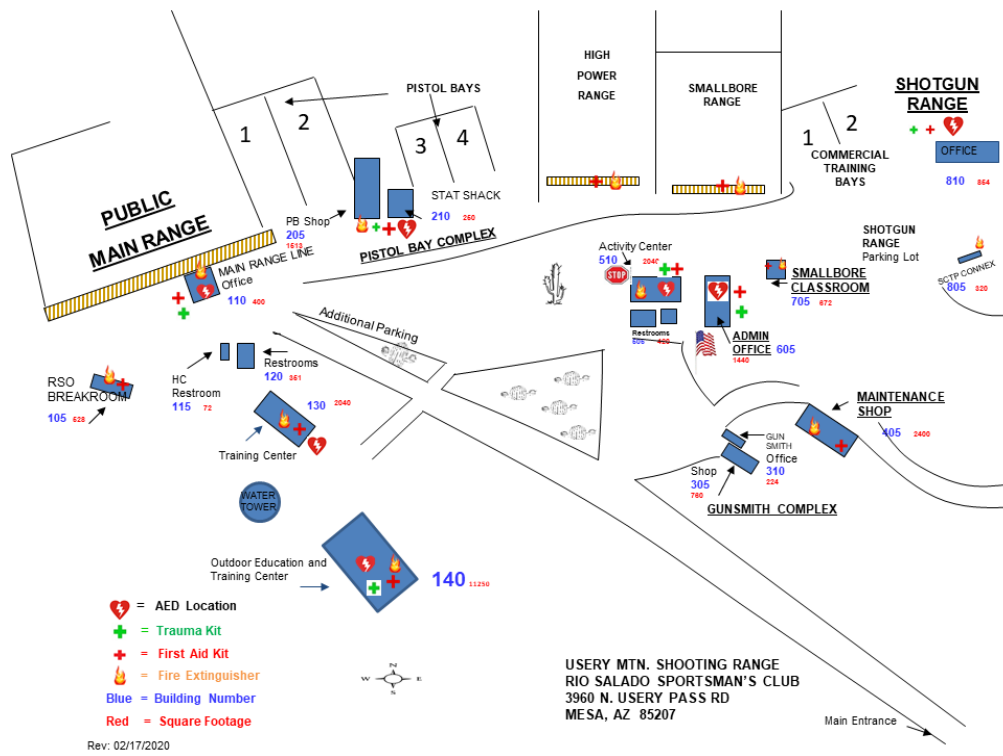 PISTOL BAYS
1
2
3
4
HIGH
POWER
RANGE
SMALLBORE
RANGE
1
2
COMMERCIAL
TRAINING
BAYS
SHOTGUN
RANGE
OFFICE
810 864
PUBLIC
MAIN RANGE
PB Shop
205
1513
STAT SHACK
210 250
PISTOL BAY COMPLEX
MAIN RANGE LINE
Office
110 400
Activity Center
510 2040
STOP
SHOTGUN
RANGE
Parking Lot
SCTP CONNEX
805 320
SMALLBORE
CLASSROOM
705 672
Restrooms
ADMIN
OFFICE 605
1440
Additional Parking
RSO
BREAKROOM
105 528
HC
Restroom
115 72
Restrooms
120 351
130 2040
Training Center
MAINTENANCE
SHOP
405 2400
GUN
SMITH
Office
310
224
Shop
305
760
GUNSMITH COMPLEX
WATER
TOWER
Outdoor Education and
Training Center
140 11250
= AED Location
= Trauma Kit
= First Aid Kit
= Fire Extinguisher
Blue = Building Number
Red = Square Footage
N
W E
S
USERY MTN. SHOOTING RANGE
RIO SALADO SPORTSMAN'S CLUB
3960 N. USERY PASS RD
MESA, AZ 85207
Main Entrance
Rev: 02/17/2020